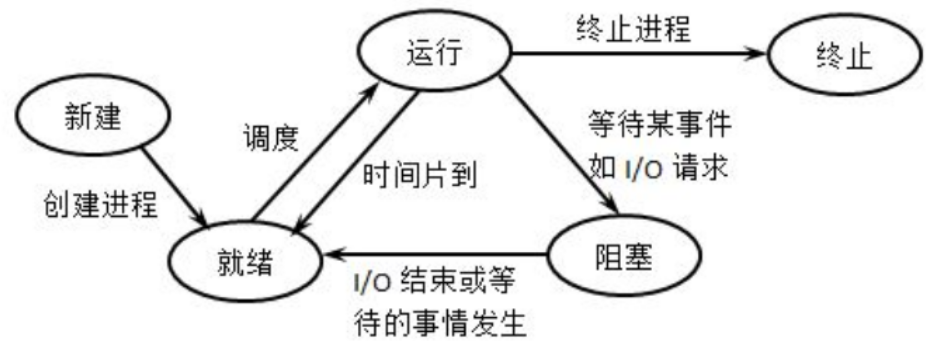 运行
终止进程
终止
新建
调度
等待某事件
如 I/O 请求
时间片到
创建进程
就绪
阻塞
I/O 结束或等
待的事情发生